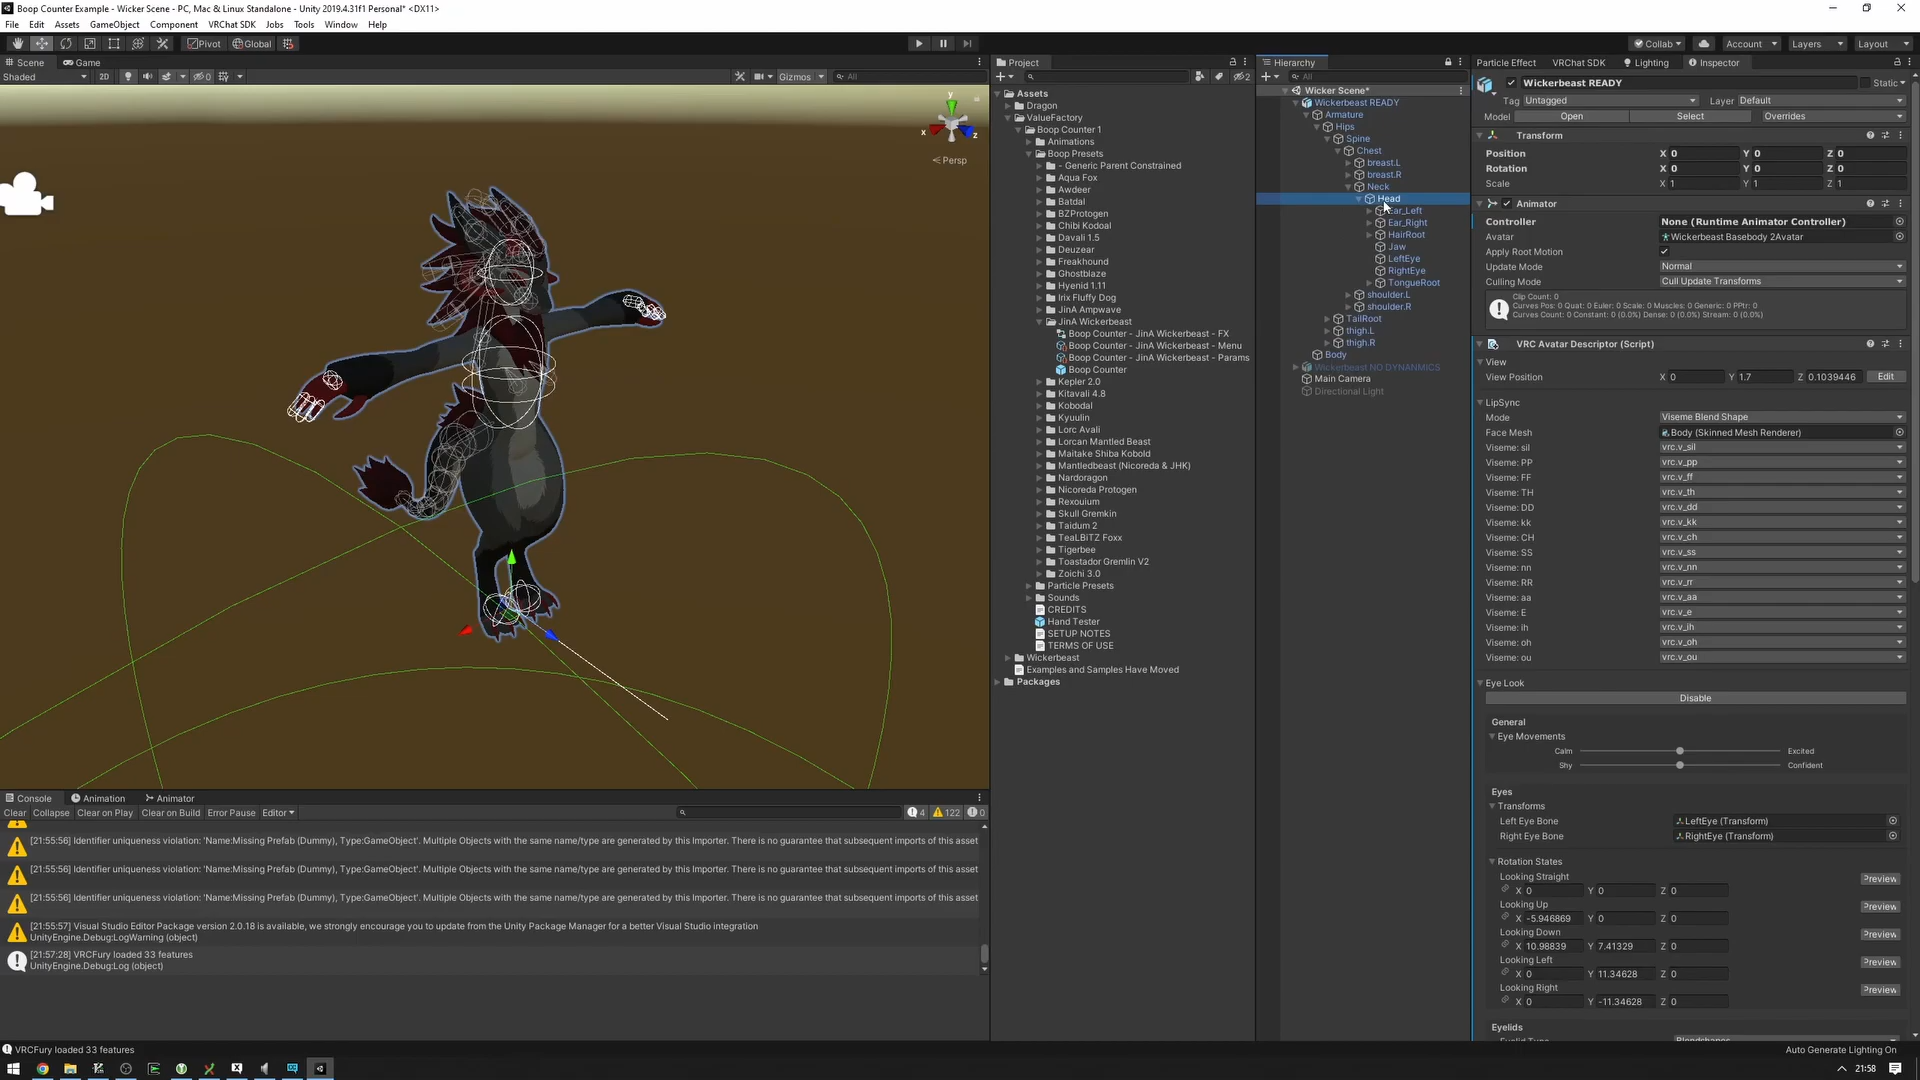 Boop Counter Example - Wicker Scene - PC, Mac & Linux Standalone - Unity 2019.4.31f1 Personal* <DX11>
File Edit Assets GameObject Component VRChat SDK Jobs Tools Window Help
Pivot Global Collab Account Layers Layout
Scene Game
Shaded 2D 0 Gizmos All
y
x
z
Persp
Project
2
Assets
Dragon
ValueFactory
Boop Counter 1
Animations
Boop Presets
- Generic Parent Constrained
Aqua Fox
Awdeer
Batdal
BZProtogen
Chibi Kodoal
Davali 1.5
Deuzear
Freakhound
Ghostblaze
Hyenid 1.11
Irix Fluffy Dog
JinA Ampwave
JinA Wickerbeast
Boop Counter - JinA Wickerbeast - FX
Boop Counter - JinA Wickerbeast - Menu
Boop Counter - JinA Wickerbeast - Params
Boop Counter
Kepler 2.0
Kitavali 4.8
Kobodal
Kyuulin
Lorc Avali
Lorcan Mantled Beast
Maitake Shiba Kobold
Mantledbeast (Nicoreda & JHK)
Nardoragon
Nicoreda Protogen
Rexouium
Skull Gremkin
Taidum 2
TeaLBiTZ Foxx
Tigerbee
Toastador Gremlin V2
Zoichi 3.0
Particle Presets
Sounds
CREDITS
Hand Tester
SETUP NOTES
TERMS OF USE
Wickerbeast
Examples and Samples Have Moved
Packages
Hierarchy
All
Wicker Scene*
Wickerbeast READY
Armature
Hips
Spine
Chest
breast.L
breast.R
Neck
Head
Ear_Left
Ear_Right
HairRoot
Jaw
LeftEye
RightEye
TongueRoot
shoulder.L
shoulder.R
TailRoot
thigh.L
thigh.R
Body
Wickerbeast NO DYNANMICS
Main Camera
Directional Light
Particle Effect VRChat SDK Lighting Inspector
Wickerbeast READY Static
Tag Untagged Layer Default
Model Open Select Overrides
Transform
Position X 0 Y 0 Z 0
Rotation X 0 Y 0 Z 0
Scale X 1 Y 1 Z 1
Animator
Controller None (Runtime Animator Controller)
Avatar Wickerbeast Basebody 2Avatar
Apply Root Motion
Update Mode Normal
Culling Mode Cull Update Transforms
Clip Count: 0
Curves Pos: 0 Quat: 0 Euler: 0 Scale: 0 Muscles: 0 Generic: 0 PPtr: 0
Curves Count: 0 Constant: 0 (0.0%) Dense: 0 (0.0%) Stream: 0 (0.0%)
VRC Avatar Descriptor (Script)
View
View Position X 0 Y 1.7 Z 0.1039446 Edit
LipSync
Mode Viseme Blend Shape
Face Mesh Body (Skinned Mesh Renderer)
Viseme: sil vrc.v_sil
Viseme: PP vrc.v_pp
Viseme: FF vrc.v_ff
Viseme: TH vrc.v_th
Viseme: DD vrc.v_dd
Viseme: kk vrc.v_kk
Viseme: CH vrc.v_ch
Viseme: SS vrc.v_ss
Viseme: nn vrc.v_nn
Viseme: RR vrc.v_rr
Viseme: aa vrc.v_aa
Viseme: E vrc.v_e
Viseme: ih vrc.v_ih
Viseme: oh vrc.v_oh
Viseme: ou vrc.v_ou
Eye Look
Disable
General
Eye Movements
Calm Excited
Shy Confident
Eyes
Transforms
Left Eye Bone LeftEye (Transform)
Right Eye Bone RightEye (Transform)
Rotation States
Looking Straight
X 0 Y 0 Z 0 Preview
Looking Up
X -5.946869 Y 0 Z 0 Preview
Looking Down
X 10.98839 Y 7.41329 Z 0 Preview
Looking Left
X 0 Y 11.34628 Z 0 Preview
Looking Right
X 0 Y -11.34628 Z 0 Preview
Eyelids
Console Animation Animator
Clear Collapse Clear on Play Clear on Build Error Pause Editor 4 122 0
[21:55:56] Identifier uniqueness violation: 'Name:Missing Prefab (Dummy), Type:GameObject'. Multiple Objects with the same name/type are generated by this Importer. There is no guarantee that subsequent imports of this asset
[21:55:56] Identifier uniqueness violation: 'Name:Missing Prefab (Dummy), Type:GameObject'. Multiple Objects with the same name/type are generated by this Importer. There is no guarantee that subsequent imports of this asset
[21:55:56] Identifier uniqueness violation: 'Name:Missing Prefab (Dummy), Type:GameObject'. Multiple Objects with the same name/type are generated by this Importer. There is no guarantee that subsequent imports of this asset
[21:55:57] Visual Studio Editor Package version 2.0.18 is available, we strongly encourage you to update from the Unity Package Manager for a better Visual Studio integration
UnityEngine.Debug:LogWarning (object)
[21:57:28] VRCFury loaded 33 features
UnityEngine.Debug:Log (object)
VRCFury loaded 33 features Auto Generate Lighting On
21:58